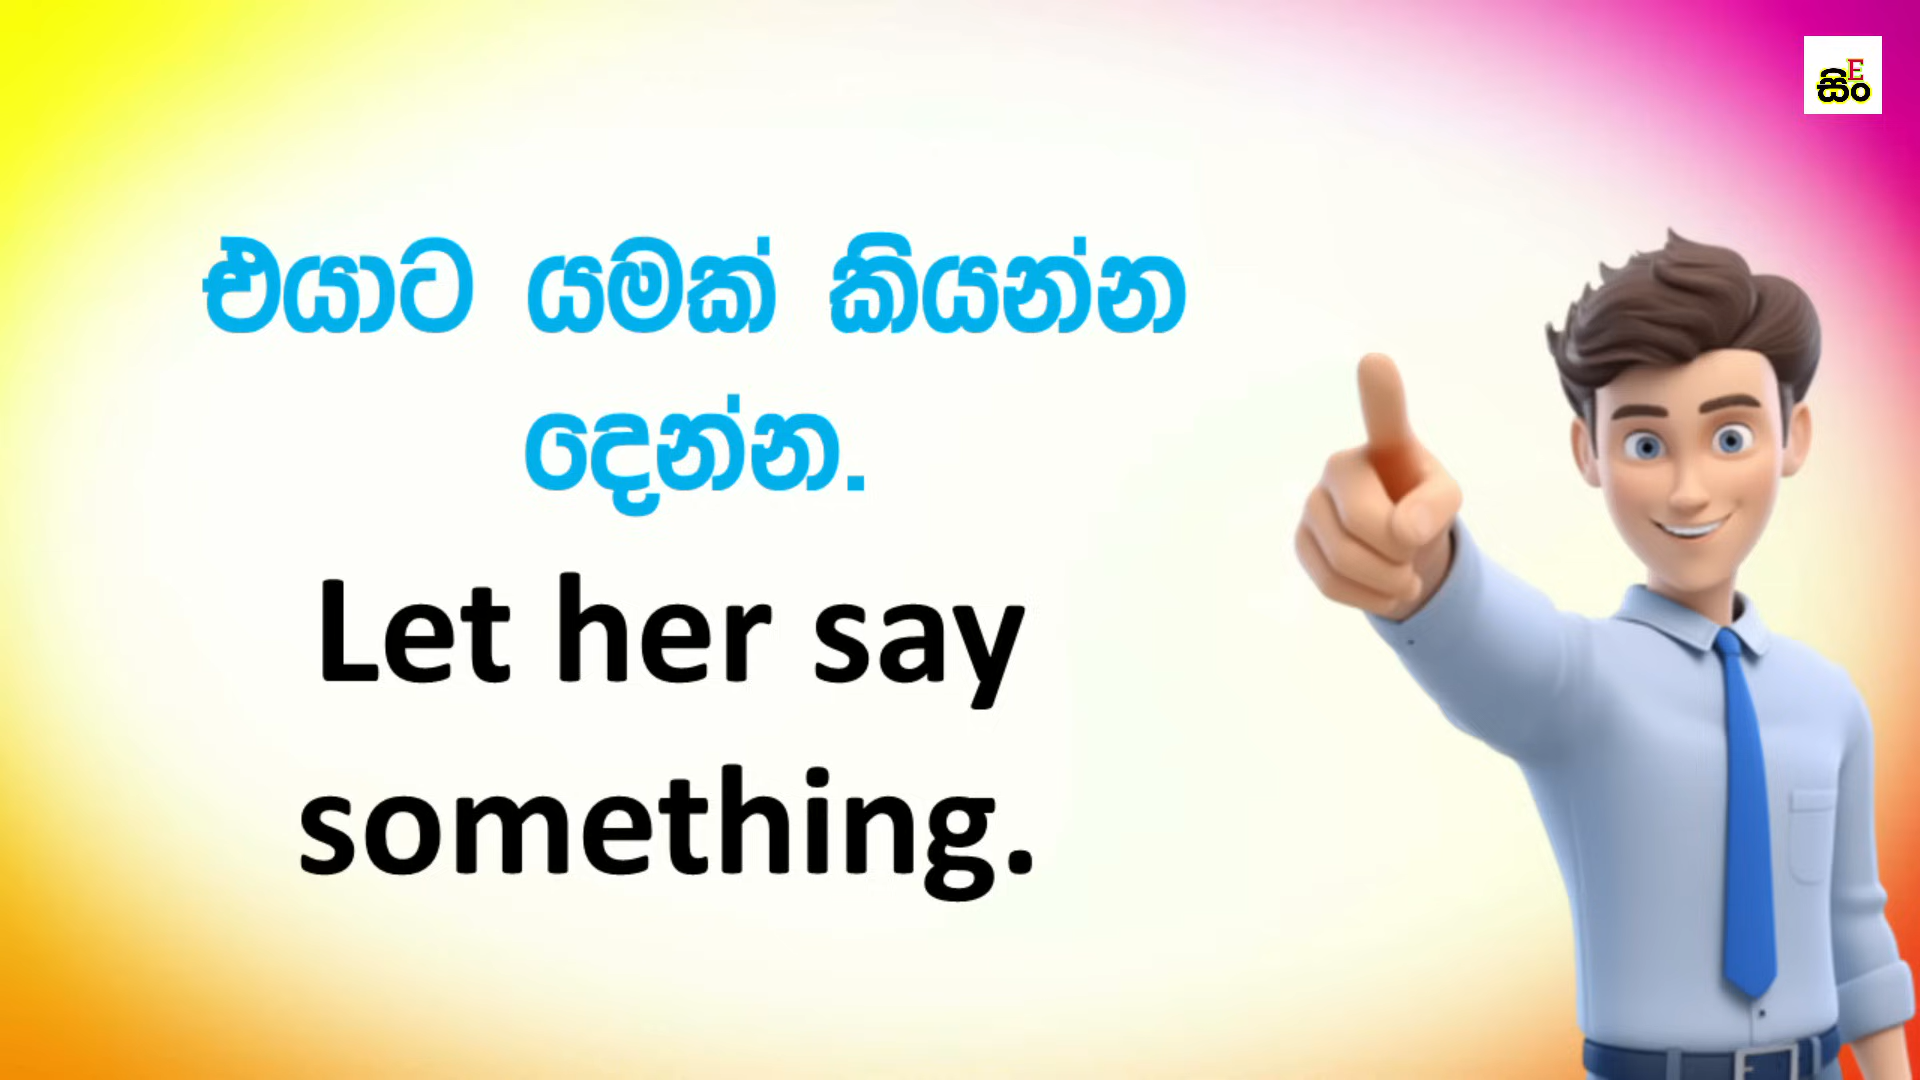 E
සිං
එයාට යමක් කියන්න
දෙන්න.
Let her say
something.